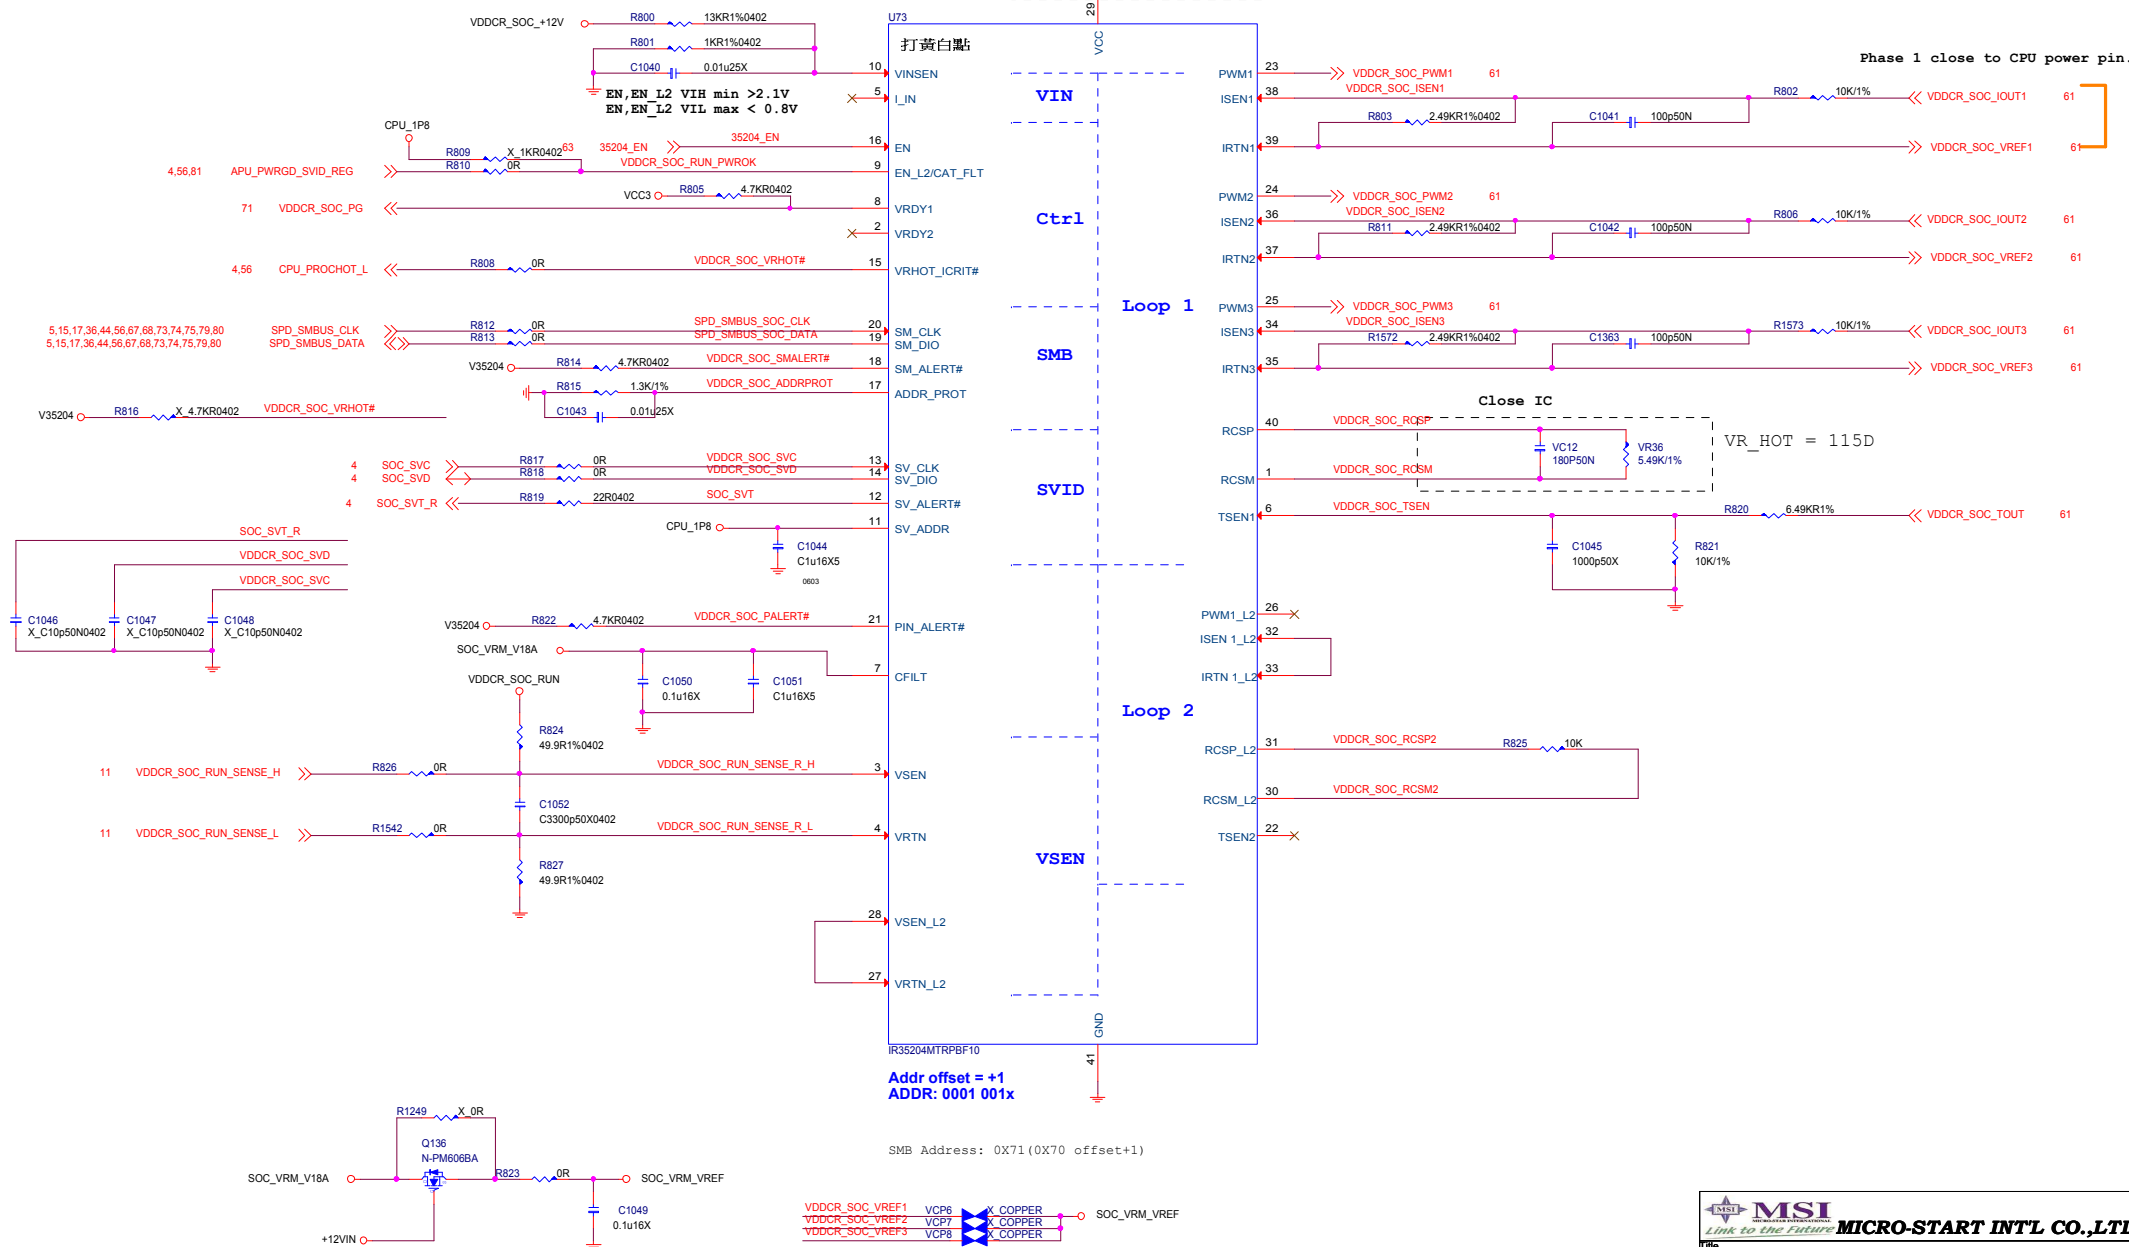 VDDCR_SOC_+12V
R800 13KR1%0402
R801 1KR1%0402
C1040 0.01u25X
EN,EN_L2 VIH min >2.1V
EN,EN_L2 VIL max < 0.8V
CPU_1P8
R809 X_1KR0402
63 35204_EN 35204_EN
4,56,81 APU_PWRGD_SVID_REG R810 0R VDDCR_SOC_RUN_PWROK
VCC3 R805 4.7KR0402
71 VDDCR_SOC_PG
4,56 CPU_PROCHOT_L R808 0R VDDCR_SOC_VRHOT#
5,15,17,36,44,56,67,68,73,74,75,79,80 SPD_SMBUS_CLK R812 0R SPD_SMBUS_SOC_CLK
5,15,17,36,44,56,67,68,73,74,75,79,80 SPD_SMBUS_DATA R813 0R SPD_SMBUS_SOC_DATA
V35204 R814 4.7KR0402 VDDCR_SOC_SMALERT#
R815 1.3K/1% VDDCR_SOC_ADDRPROT
C1043 0.01u25X
V35204 R816 X_4.7KR0402 VDDCR_SOC_VRHOT#
4 SOC_SVC R817 0R VDDCR_SOC_SVC
4 SOC_SVD R818 0R VDDCR_SOC_SVD
4 SOC_SVT_R R819 22R0402 SOC_SVT
CPU_1P8
C1044
C1u16X5
0603
SOC_SVT_R
VDDCR_SOC_SVD
VDDCR_SOC_SVC
C1046 C1047 C1048
X_C10p50N0402 X_C10p50N0402 X_C10p50N0402
V35204 R822 4.7KR0402 VDDCR_SOC_PALERT#
SOC_VRM_V18A
C1050 C1051
0.1u16X C1u16X5
VDDCR_SOC_RUN
R824
49.9R1%0402
11 VDDCR_SOC_RUN_SENSE_H R826 0R VDDCR_SOC_RUN_SENSE_R_H
C1052
C3300p50X0402
11 VDDCR_SOC_RUN_SENSE_L R1542 0R VDDCR_SOC_RUN_SENSE_R_L
R827
49.9R1%0402
U73
打黃白點
29 VCC
10 VINSEN
5 I_IN
16 EN
9 EN_L2/CAT_FLT
8 VRDY1
2 VRDY2
15 VRHOT_ICRIT#
20 SM_CLK
19 SM_DIO
18 SM_ALERT#
17 ADDR_PROT
13 SV_CLK
14 SV_DIO
12 SV_ALERT#
11 SV_ADDR
21 PIN_ALERT#
7 CFILT
3 VSEN
4 VRTN
28 VSEN_L2
27 VRTN_L2
VIN
Ctrl
SMB
SVID
VSEN
Loop 1
Loop 2
GND 41
IR35204MTRPBF10
Addr offset = +1
ADDR: 0001 001x
Phase 1 close to CPU power pin.
PWM1 23 VDDCR_SOC_PWM1 61
ISEN1 38 VDDCR_SOC_ISEN1 R802 10K/1% VDDCR_SOC_IOUT1 61
R803 2.49KR1%0402 C1041 100p50N
IRTN1 39 VDDCR_SOC_VREF1 61
PWM2 24 VDDCR_SOC_PWM2 61
ISEN2 36 VDDCR_SOC_ISEN2 R806 10K/1% VDDCR_SOC_IOUT2 61
R811 2.49KR1%0402 C1042 100p50N
IRTN2 37 VDDCR_SOC_VREF2 61
PWM3 25 VDDCR_SOC_PWM3 61
ISEN3 34 VDDCR_SOC_ISEN3 R1573 10K/1% VDDCR_SOC_IOUT3 61
R1572 2.49KR1%0402 C1363 100p50N
IRTN3 35 VDDCR_SOC_VREF3 61
Close IC
RCSP 40 VDDCR_SOC_RCSP
VC12 VR36
180P50N 5.49K/1%
VR_HOT = 115D
RCSM 1 VDDCR_SOC_RCSM
TSEN1 6 VDDCR_SOC_TSEN R820 6.49KR1% VDDCR_SOC_TOUT 61
C1045 R821
1000p50X 10K/1%
PWM1_L2 26
ISEN 1_L2 32
IRTN 1_L2 33
RCSP_L2 31 VDDCR_SOC_RCSP2 R825 10K
RCSM_L2 30 VDDCR_SOC_RCSM2
TSEN2 22
R1249 X_0R
Q136
N-PM606BA
SOC_VRM_V18A R823 0R SOC_VRM_VREF
C1049
0.1u16X
+12VIN
SMB Address: 0X71(0X70 offset+1)
VDDCR_SOC_VREF1 VCP6 X_COPPER SOC_VRM_VREF
VDDCR_SOC_VREF2 VCP7 X_COPPER
VDDCR_SOC_VREF3 VCP8 X_COPPER
MSI MSI
MICRO-STAR INTERNATIONAL
Link to the Future MICRO-START INT'L CO.,LTD
Title